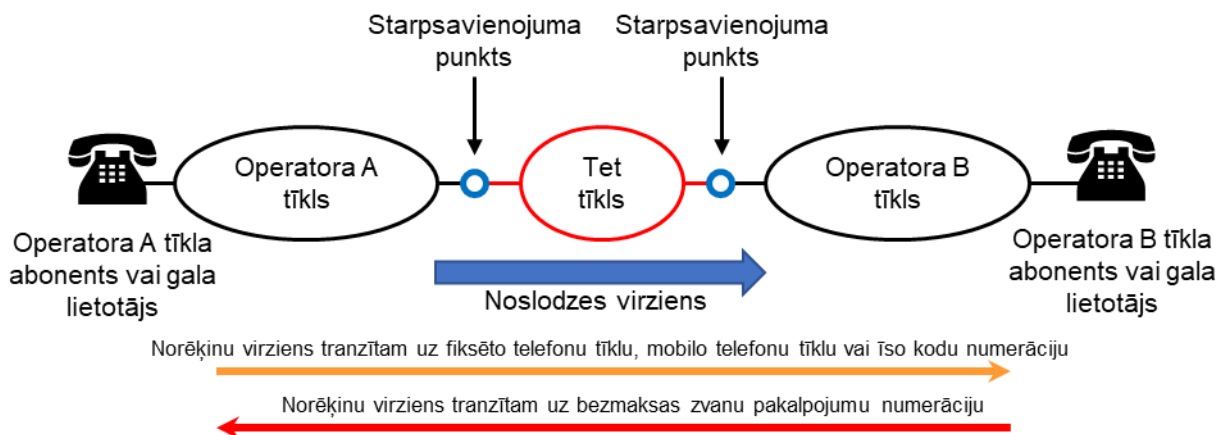 Starpsavienojuma
punkts
Starpsavienojuma
punkts
Operatora A
tīkls
Tet
tīkls
Operatora B
tīkls
Operatora A tīkla
abonents vai gala
lietotājs
Operatora B tīkla
abonents vai gala
lietotājs
Noslodzes virziens
Norēķinu virziens tranzītam uz fiksēto telefonu tīklu, mobilo telefonu tīklu vai īso kodu numerāciju
Norēķinu virziens tranzītam uz bezmaksas zvanu pakalpojumu numerāciju